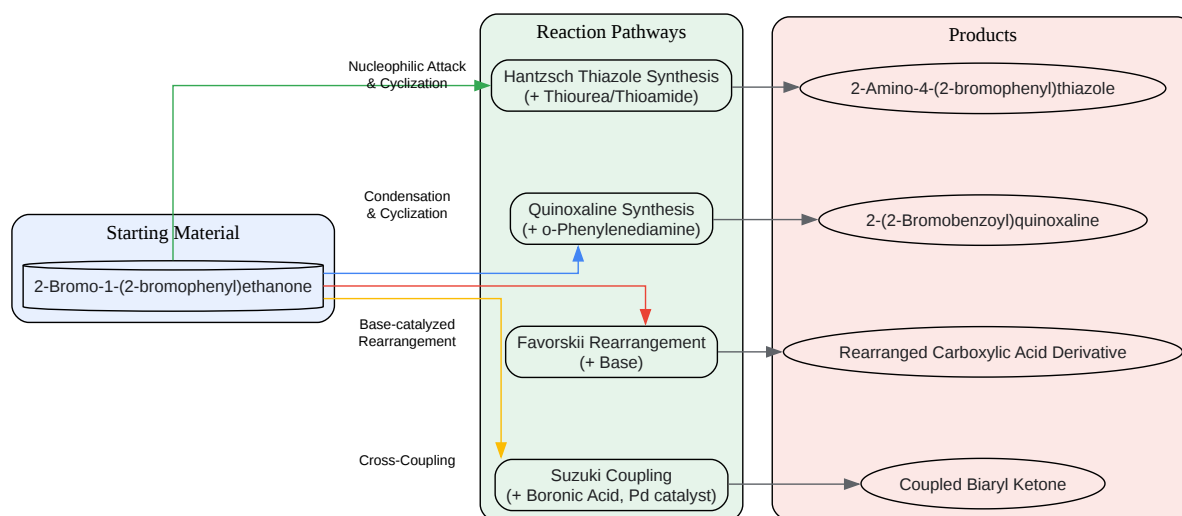 Reaction Pathways
Products
Nucleophilic Attack
& Cyclization
Hantzsch Thiazole Synthesis
(+ Thiourea/Thioamide)
2-Amino-4-(2-bromophenyl)thiazole
Condensation
& Cyclization
Quinoxaline Synthesis
(+ o-Phenylenediamine)
2-(2-Bromobenzoyl)quinoxaline
Starting Material
2-Bromo-1-(2-bromophenyl)ethanone
Base-catalyzed
Rearrangement
Favorskii Rearrangement
(+ Base)
Rearranged Carboxylic Acid Derivative
Cross-Coupling
Suzuki Coupling
(+ Boronic Acid, Pd catalyst)
Coupled Biaryl Ketone